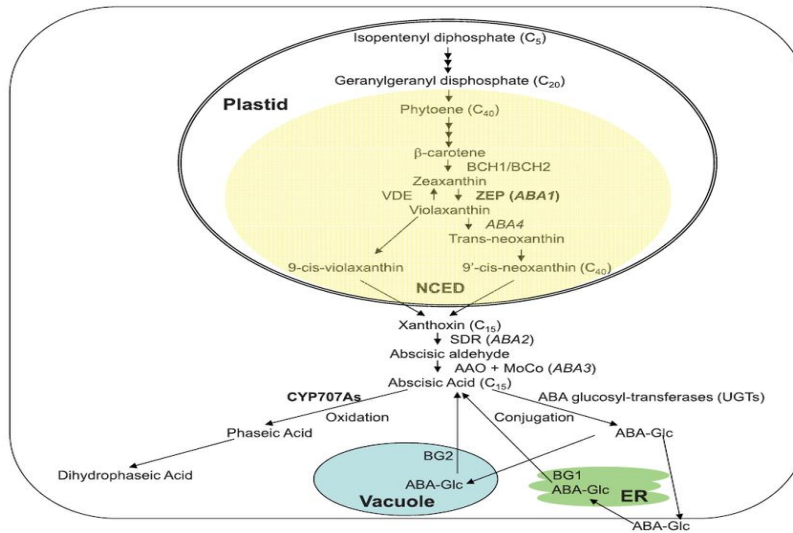 Isopentenyl diphosphate (C5)
Geranylgeranyl disphosphate (C20)
Plastid
Phytoene (C40)
β-carotene
BCH1/BCH2
Zeaxanthin
VDE
ZEP (ABA1)
Violaxanthin
ABA4
Trans-neoxanthin
9-cis-violaxanthin
9'-cis-neoxanthin (C40)
NCED
Xanthoxin (C15)
SDR (ABA2)
Abscisic aldehyde
AAO + MoCo (ABA3)
Abscisic Acid (C15)
CYP707As
ABA glucosyl-transferases (UGTs)
Oxidation
Conjugation
Phaseic Acid
ABA-Glc
Dihydrophaseic Acid
BG2
ABA-Glc
Vacuole
BG1
ABA-Glc
ER
ABA-Glc